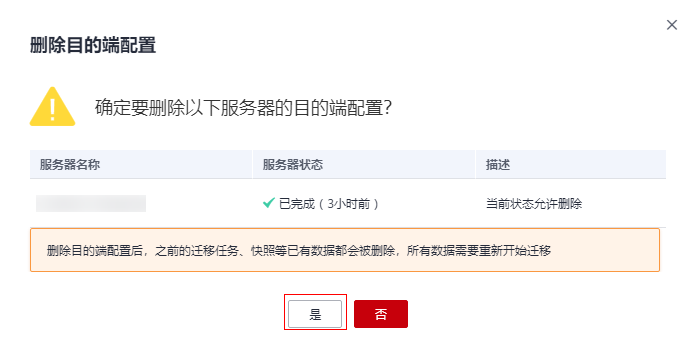 删除目的端配置
确定要删除以下服务器的目的端配置?
服务器名称 服务器状态 描述
已完成（3小时前） 当前状态允许删除
删除目的端配置后，之前的迁移任务、快照等已有数据都会被删除，所有数据需要重新开始迁移
是 否